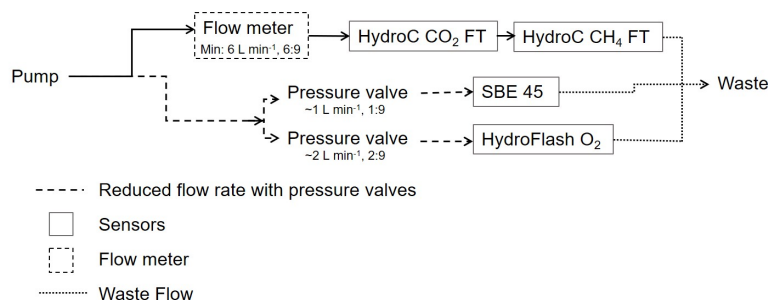 Flow meter
Min: 6 L min⁻¹, 6:9
HydroC CO₂ FT
HydroC CH₄ FT
Pump
Waste
Pressure valve
~1 L min⁻¹, 1:9
SBE 45
Pressure valve
~2 L min⁻¹, 2:9
HydroFlash O₂
Reduced flow rate with pressure valves
Sensors
Flow meter
Waste Flow